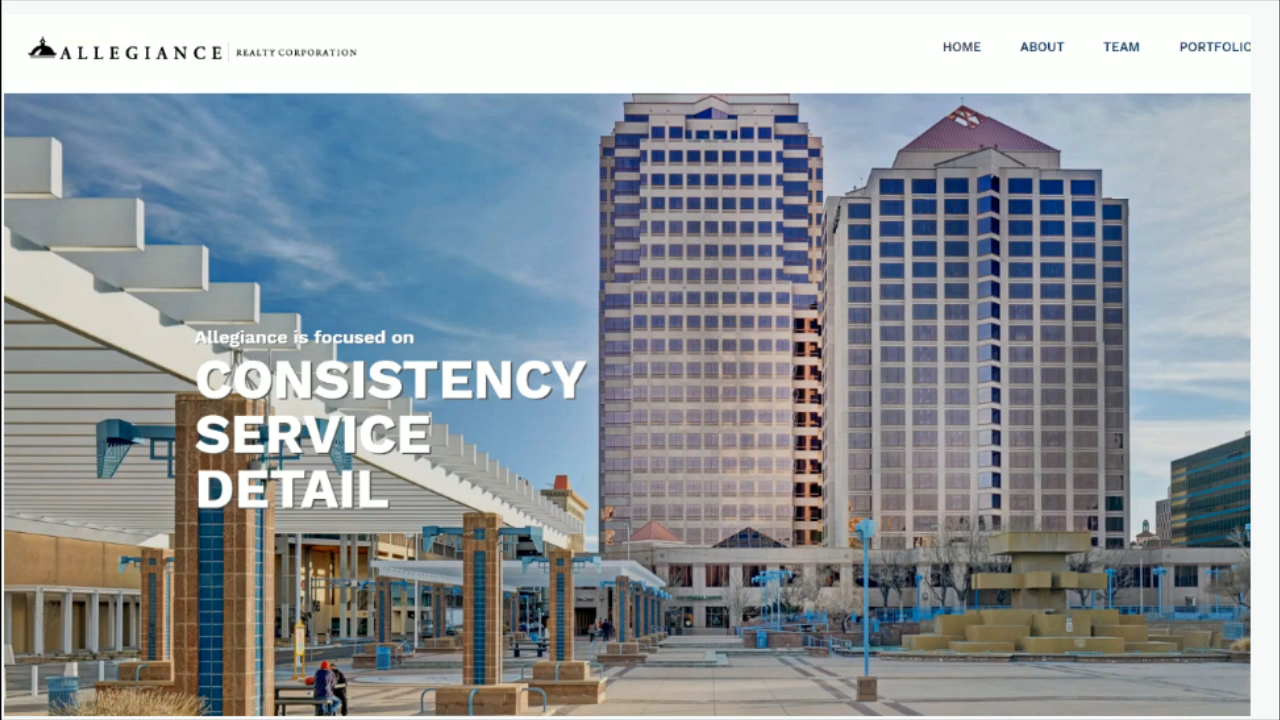 ALLEGIANCE REALTY CORPORATION
HOME ABOUT TEAM PORTFOLIO
Allegiance is focused on
CONSISTENCY
SERVICE
DETAIL